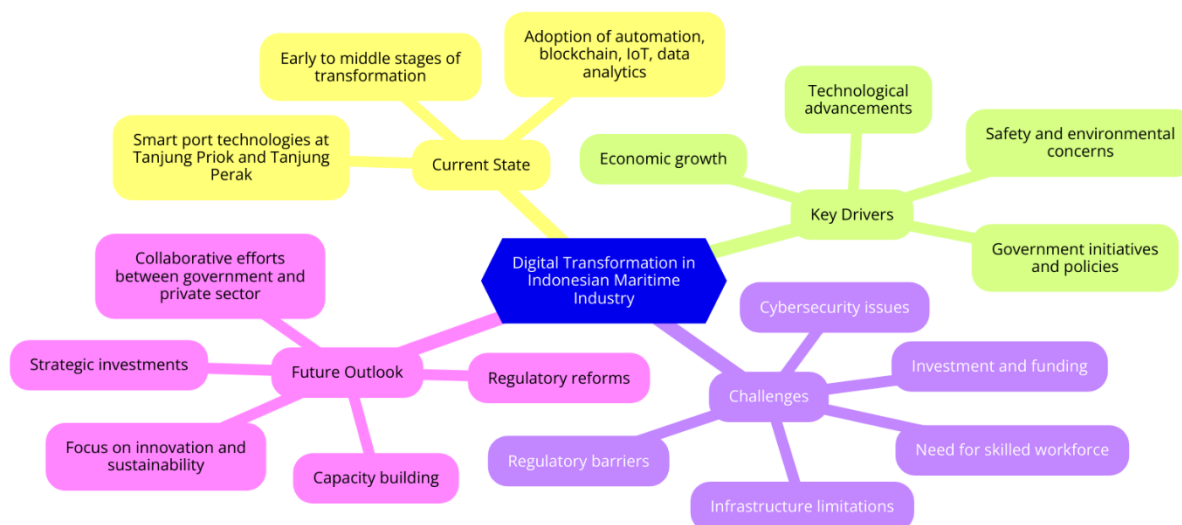 Digital Transformation in
Indonesian Maritime
Industry
Current State
Early to middle stages of
transformation
Adoption of automation,
blockchain, IoT, data
analytics
Smart port technologies at
Tanjung Priok and Tanjung
Perak
Key Drivers
Technological
advancements
Economic growth
Safety and environmental
concerns
Government initiatives
and policies
Challenges
Cybersecurity issues
Investment and funding
Need for skilled workforce
Infrastructure limitations
Regulatory barriers
Future Outlook
Collaborative efforts
between government and
private sector
Strategic investments
Focus on innovation and
sustainability
Capacity building
Regulatory reforms